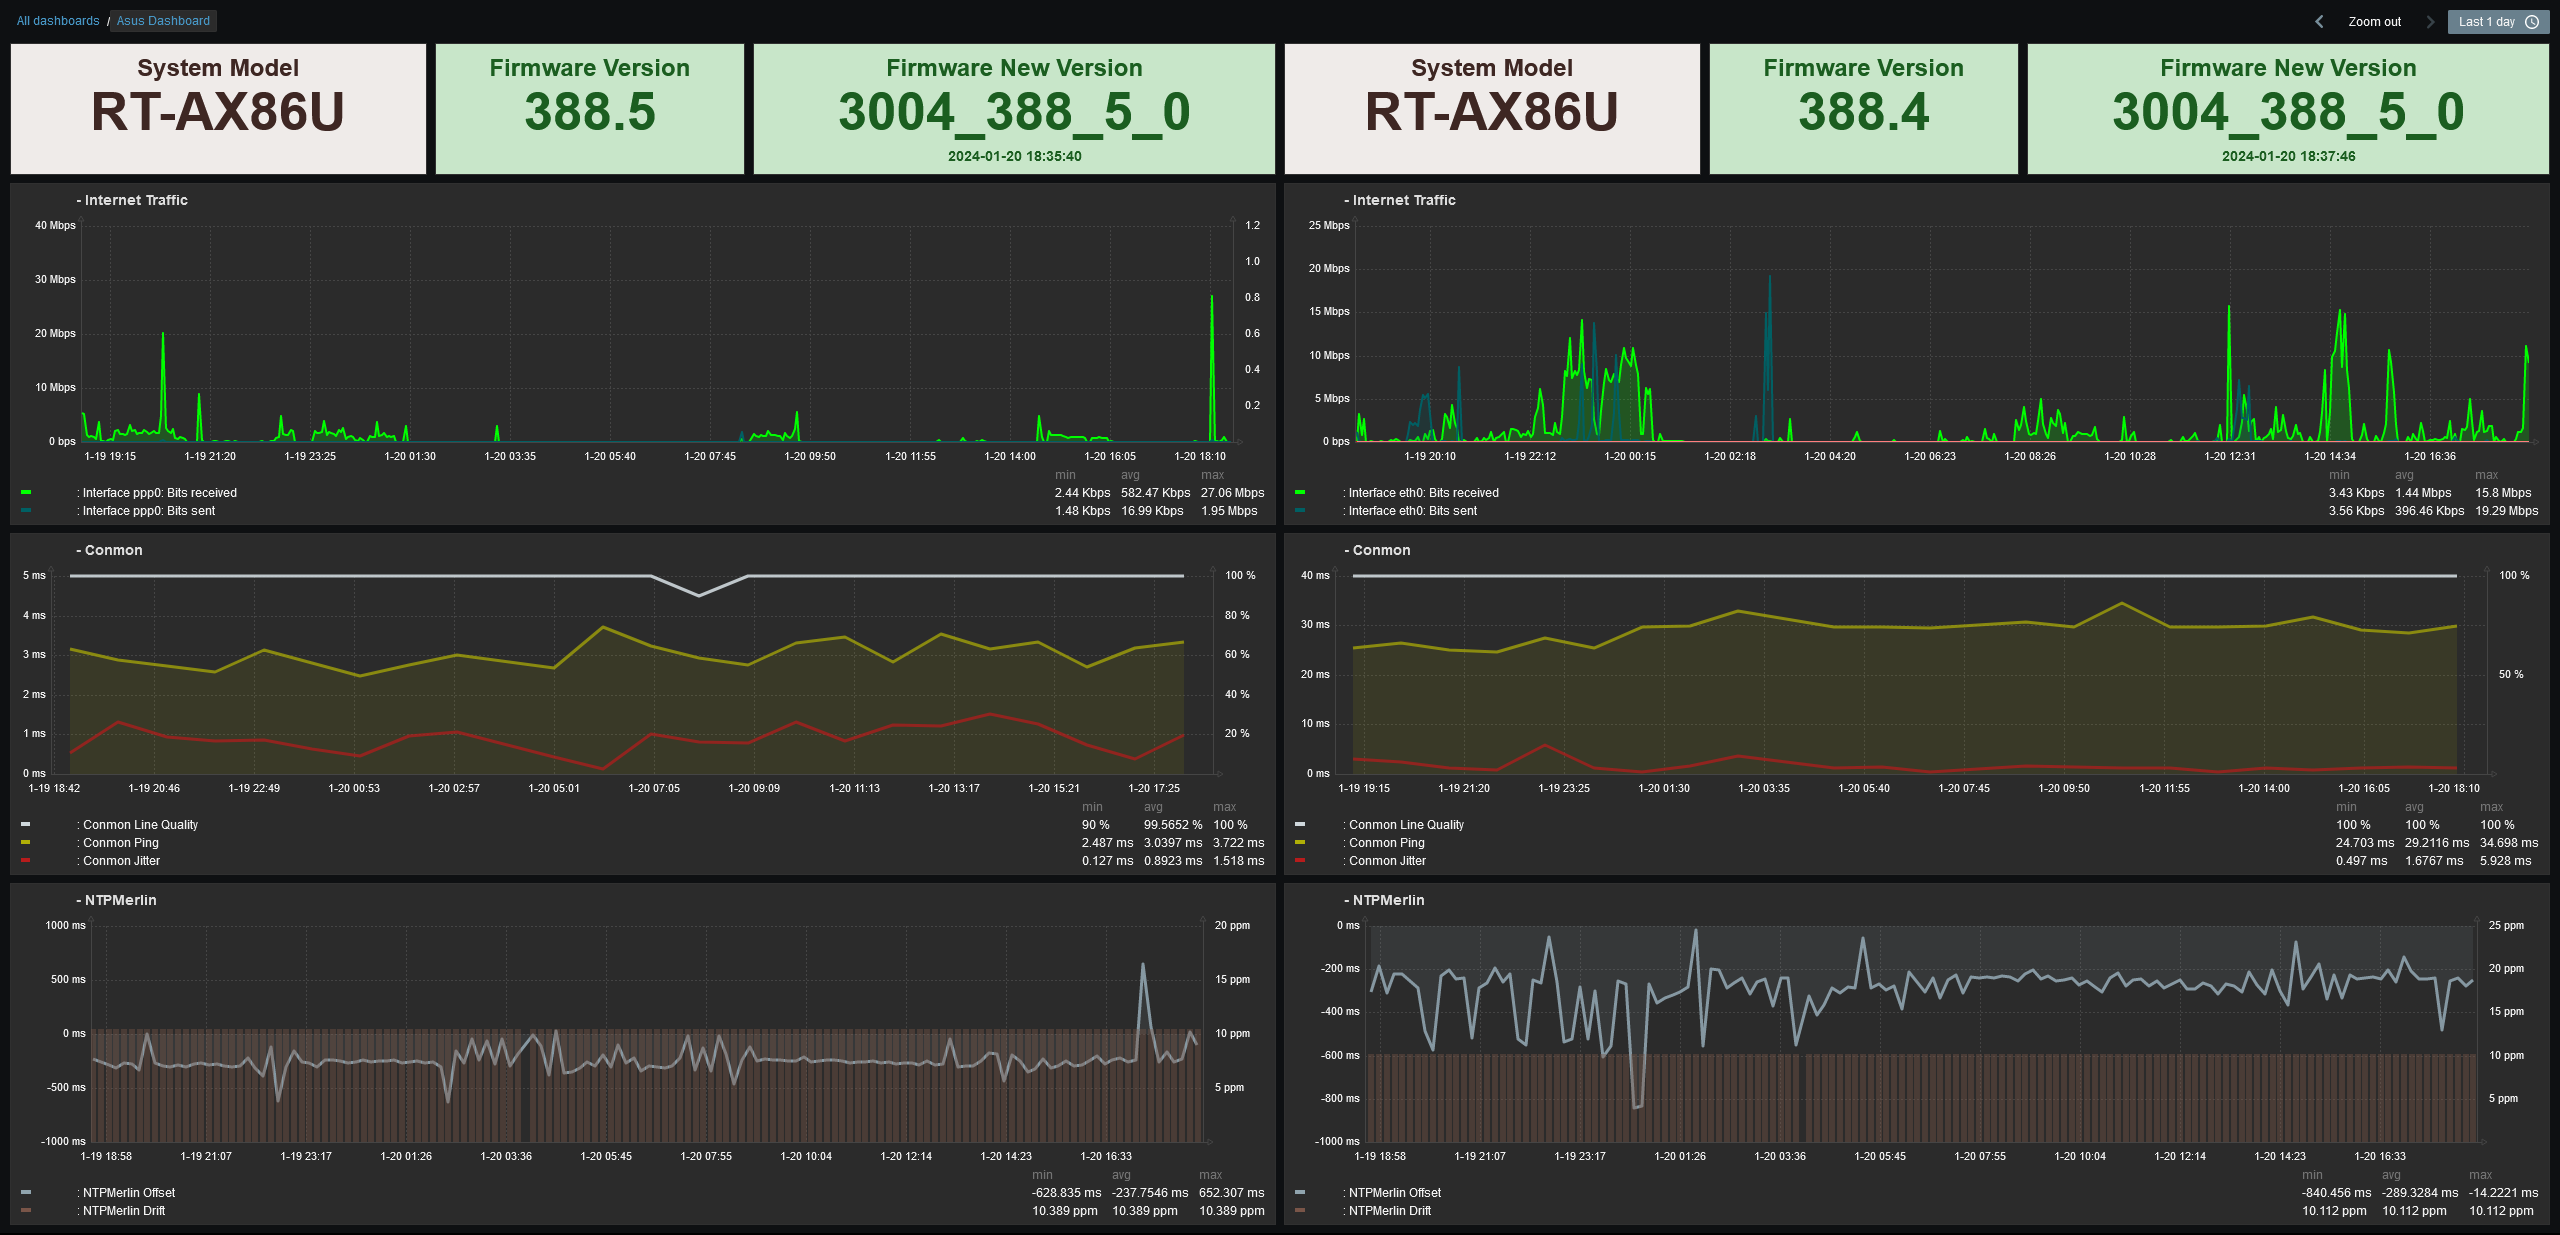 All dashboards / Asus Dashboard
Zoom out
Last 1 day
System Model
RT-AX86U
Firmware Version
388.5
Firmware New Version
3004_388_5_0
2024-01-20 18:35:40
System Model
RT-AX86U
Firmware Version
388.4
Firmware New Version
3004_388_5_0
2024-01-20 18:37:46
- Internet Traffic
40 Mbps
30 Mbps
20 Mbps
10 Mbps
0 bps
1.2
1.0
0.8
0.6
0.4
0.2
1-19 19:15 1-19 21:20 1-19 23:25 1-20 01:30 1-20 03:35 1-20 05:40 1-20 07:45 1-20 09:50 1-20 11:55 1-20 14:00 1-20 16:05 1-20 18:10
min avg max
: Interface ppp0: Bits received 2.44 Kbps 582.47 Kbps 27.06 Mbps
: Interface ppp0: Bits sent 1.48 Kbps 16.99 Kbps 1.95 Mbps
- Internet Traffic
25 Mbps
20 Mbps
15 Mbps
10 Mbps
5 Mbps
0 bps
1-19 20:10 1-19 22:12 1-20 00:15 1-20 02:18 1-20 04:20 1-20 06:23 1-20 08:26 1-20 10:28 1-20 12:31 1-20 14:34 1-20 16:36
min avg max
: Interface eth0: Bits received 3.43 Kbps 1.44 Mbps 15.8 Mbps
: Interface eth0: Bits sent 3.56 Kbps 396.46 Kbps 19.29 Mbps
- Conmon
5 ms
4 ms
3 ms
2 ms
1 ms
0 ms
100 %
80 %
60 %
40 %
20 %
1-19 18:42 1-19 20:46 1-19 22:49 1-20 00:53 1-20 02:57 1-20 05:01 1-20 07:05 1-20 09:09 1-20 11:13 1-20 13:17 1-20 15:21 1-20 17:25
min avg max
: Conmon Line Quality 90 % 99.5652 % 100 %
: Conmon Ping 2.487 ms 3.0397 ms 3.722 ms
: Conmon Jitter 0.127 ms 0.8923 ms 1.518 ms
- Conmon
40 ms
30 ms
20 ms
10 ms
0 ms
100 %
50 %
1-19 19:15 1-19 21:20 1-19 23:25 1-20 01:30 1-20 03:35 1-20 05:40 1-20 07:45 1-20 09:50 1-20 11:55 1-20 14:00 1-20 16:05 1-20 18:10
min avg max
: Conmon Line Quality 100 % 100 % 100 %
: Conmon Ping 24.703 ms 29.2116 ms 34.698 ms
: Conmon Jitter 0.497 ms 1.6767 ms 5.928 ms
- NTPMerlin
1000 ms
500 ms
0 ms
-500 ms
-1000 ms
20 ppm
15 ppm
10 ppm
5 ppm
1-19 18:58 1-19 21:07 1-19 23:17 1-20 01:26 1-20 03:36 1-20 05:45 1-20 07:55 1-20 10:04 1-20 12:14 1-20 14:23 1-20 16:33
min avg max
: NTPMerlin Offset -628.835 ms -237.7546 ms 652.307 ms
: NTPMerlin Drift 10.389 ppm 10.389 ppm 10.389 ppm
- NTPMerlin
0 ms
-200 ms
-400 ms
-600 ms
-800 ms
-1000 ms
25 ppm
20 ppm
15 ppm
10 ppm
5 ppm
1-19 18:58 1-19 21:07 1-19 23:17 1-20 01:26 1-20 03:36 1-20 05:45 1-20 07:55 1-20 10:04 1-20 12:14 1-20 14:23 1-20 16:33
min avg max
: NTPMerlin Offset -840.456 ms -289.3284 ms -14.2221 ms
: NTPMerlin Drift 10.112 ppm 10.112 ppm 10.112 ppm